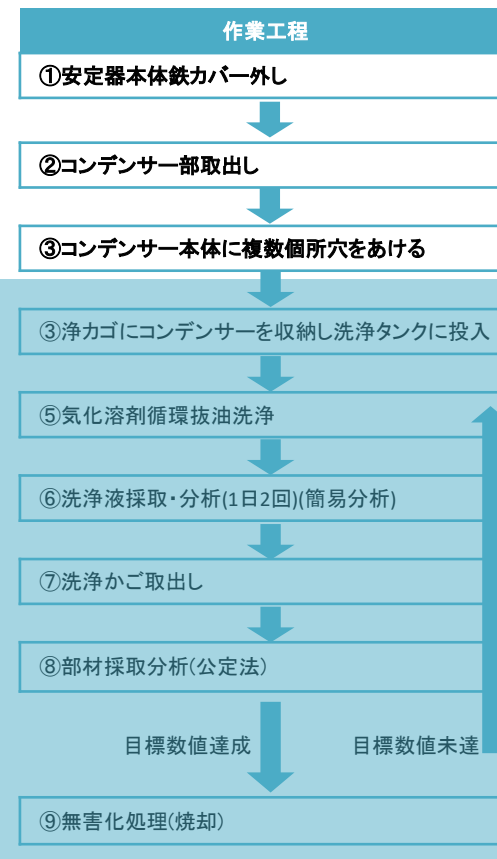 作業工程
①安定器本体鉄カバー外し
②コンデンサー部取出し
③コンデンサー本体に複数個所穴をあける
③浄カゴにコンデンサーを収納し洗浄タンクに投入
⑤気化溶剤循環抜油洗浄
⑥洗浄液採取・分析(1日2回)(簡易分析)
⑦洗浄かご取出し
⑧部材採取分析(公定法)
目標数値達成
目標数値未達
⑨無害化処理(焼却)